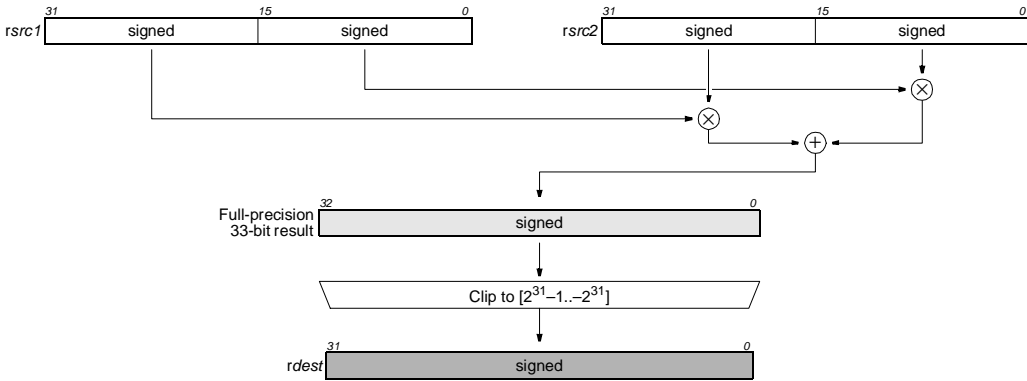 31 15 0 31 15 0
rsrc1 signed signed rsrc2 signed signed
32 0
Full-precision
33-bit result
signed
Clip to [2³¹–1..–2³¹]
31 0
rdest signed